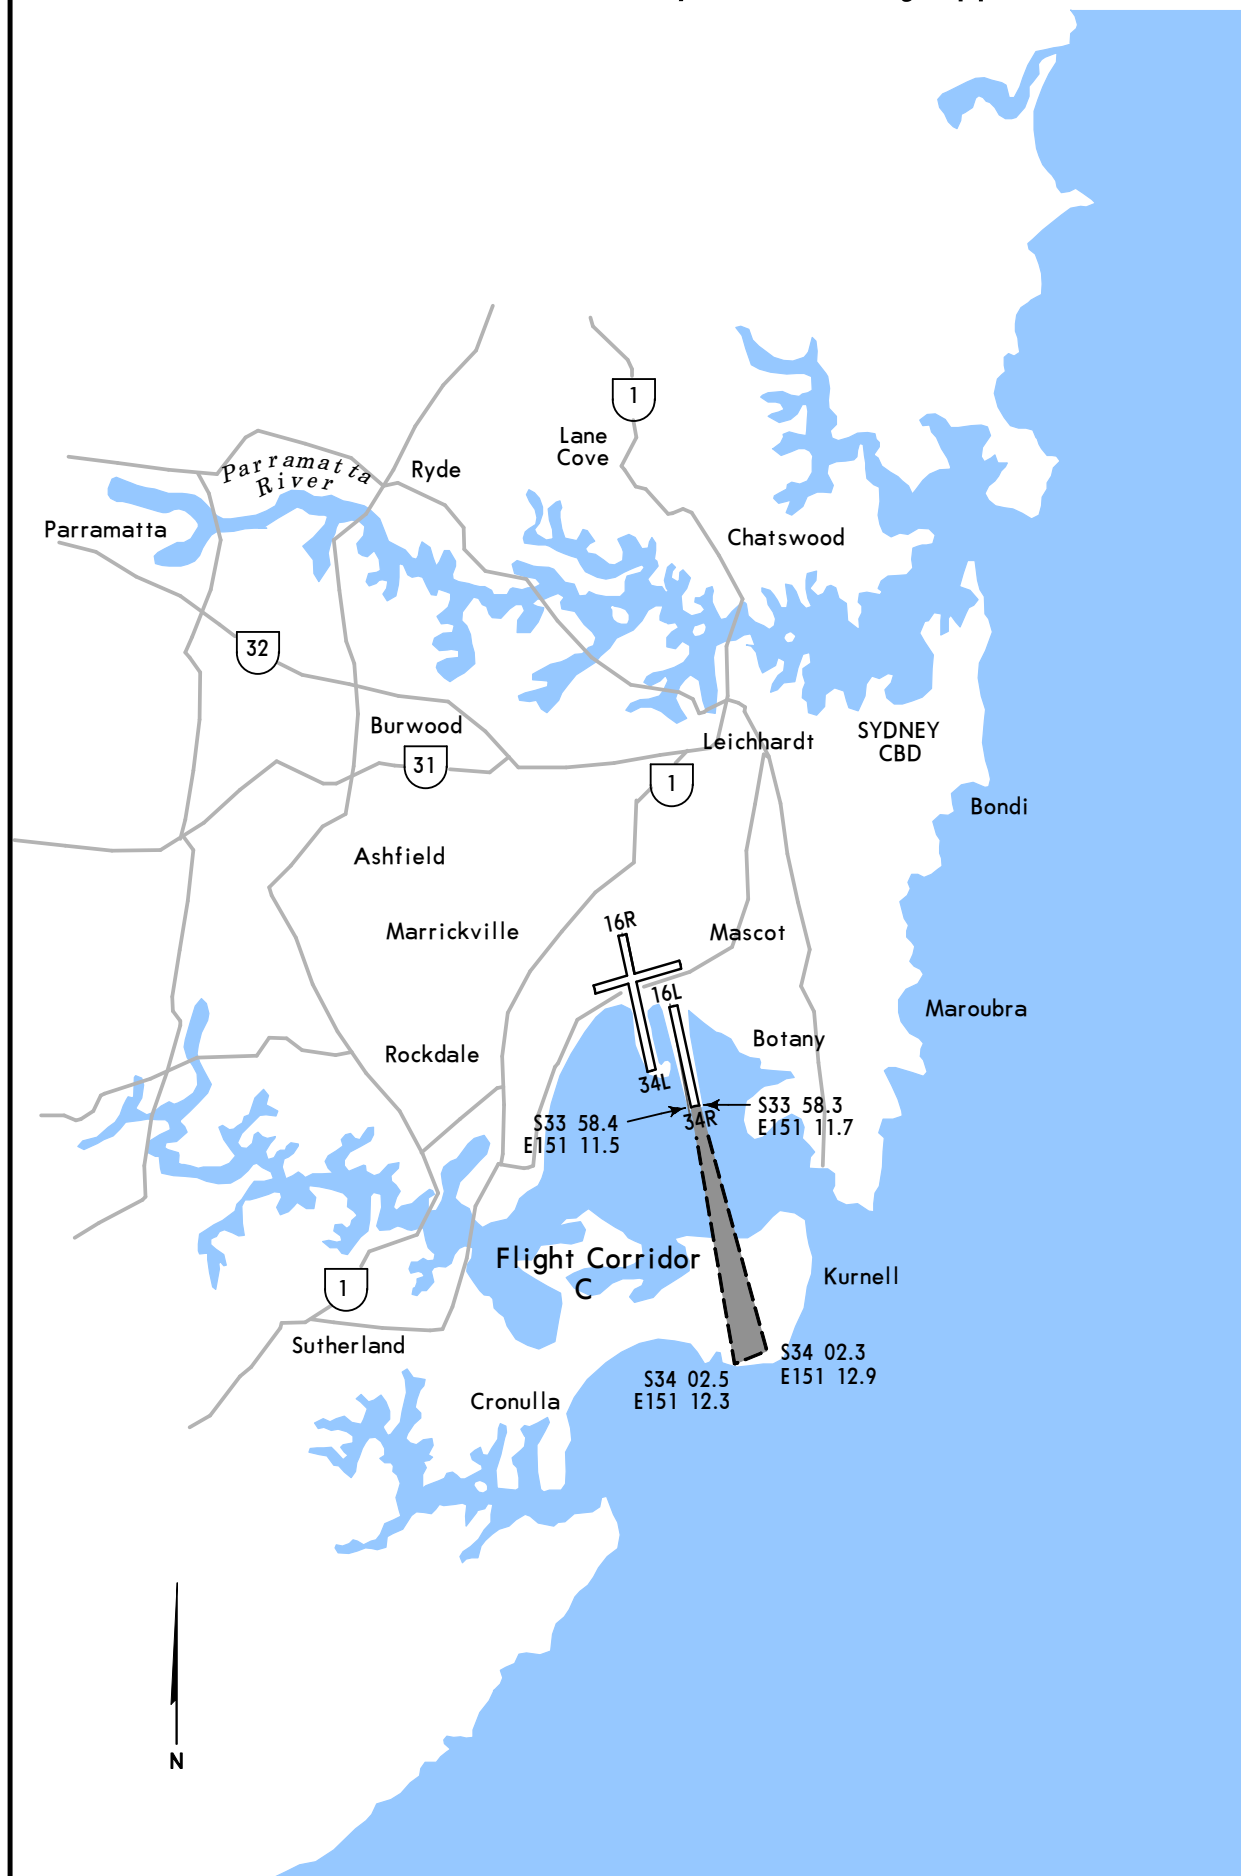 1
Lane
Cove
Parramatta
River
Ryde
Parramatta
Chatswood
32
Burwood
SYDNEY
CBD
Leichhardt
31
1
Bondi
Ashfield
16R
Marrickville
Mascot
16L
Maroubra
Botany
Rockdale
34L
S33 58.3
E151 11.7
34R
S33 58.4
E151 11.5
Flight Corridor
C
Kurnell
1
Sutherland
S34 02.3
E151 12.9
S34 02.5
E151 12.3
Cronulla
N